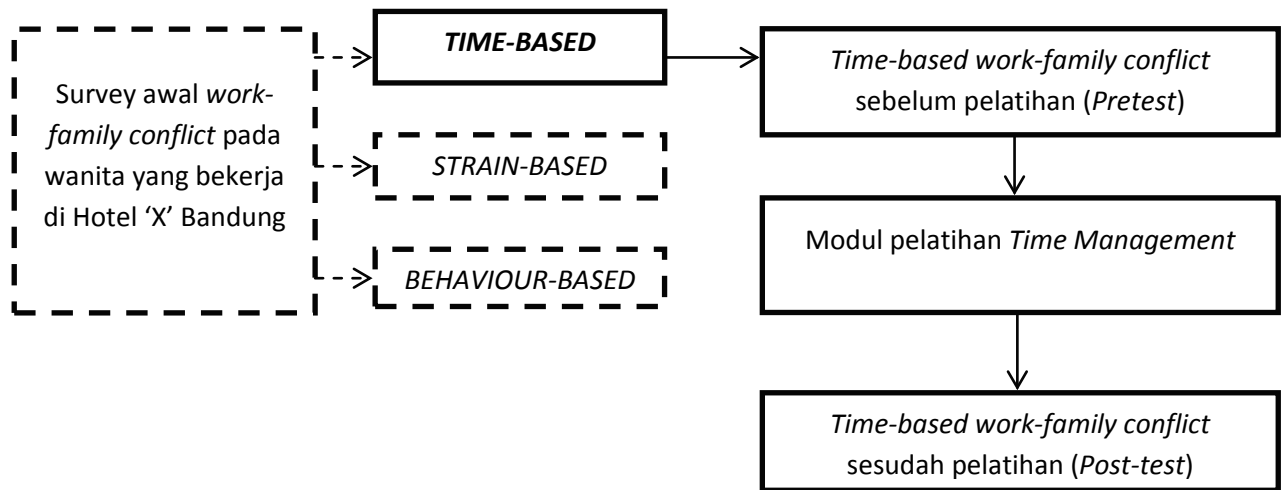 Survey awal work-
family conflict pada
wanita yang bekerja
di Hotel ‘X’ Bandung
TIME-BASED
STRAIN-BASED
BEHAVIOUR-BASED
Time-based work-family conflict
sebelum pelatihan (Pretest)
Modul pelatihan Time Management
Time-based work-family conflict
sesudah pelatihan (Post-test)